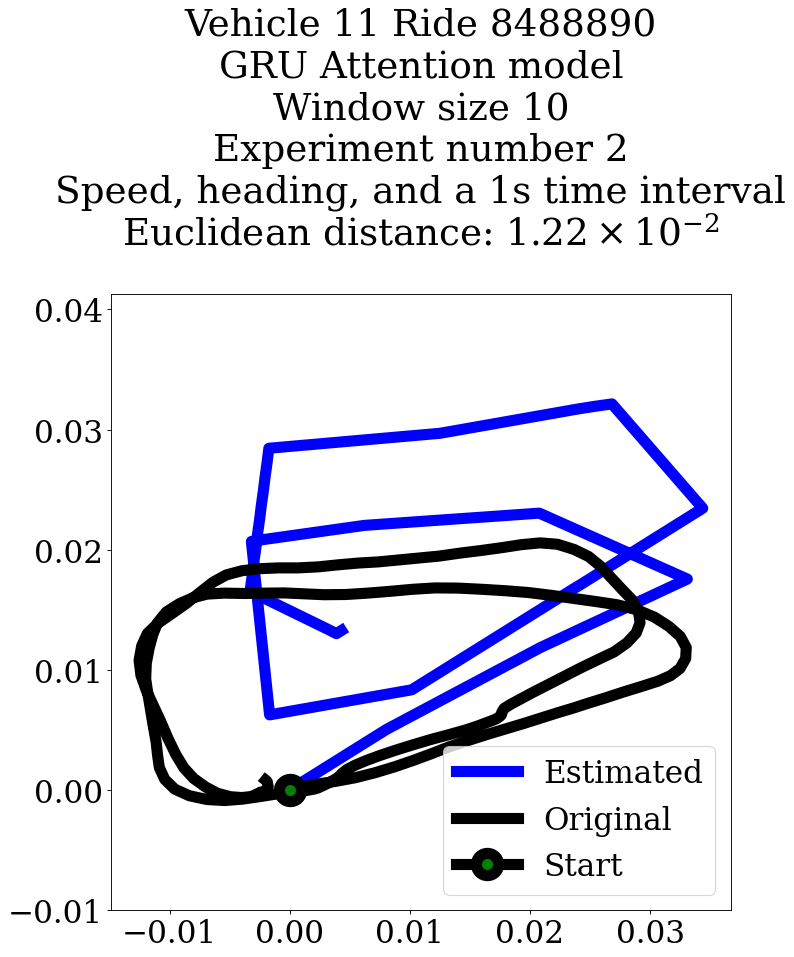 Vehicle 11 Ride 8488890
GRU Attention model
Window size 10
Experiment number 2
Speed, heading, and a 1s time interval
Euclidean distance: 1.22 × 10⁻²
0.04
0.03
0.02
0.01
0.00
−0.01
Estimated
Original
Start
−0.01 0.00 0.01 0.02 0.03